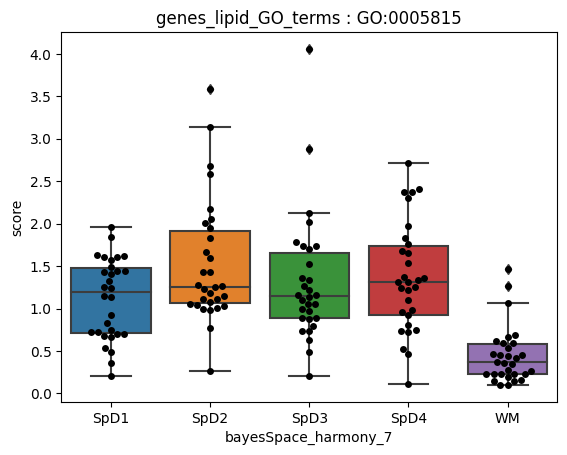 genes_lipid_GO_terms : GO:0005815
score
4.0
3.5
3.0
2.5
2.0
1.5
1.0
0.5
0.0
SpD1 SpD2 SpD3 SpD4 WM
bayesSpace_harmony_7